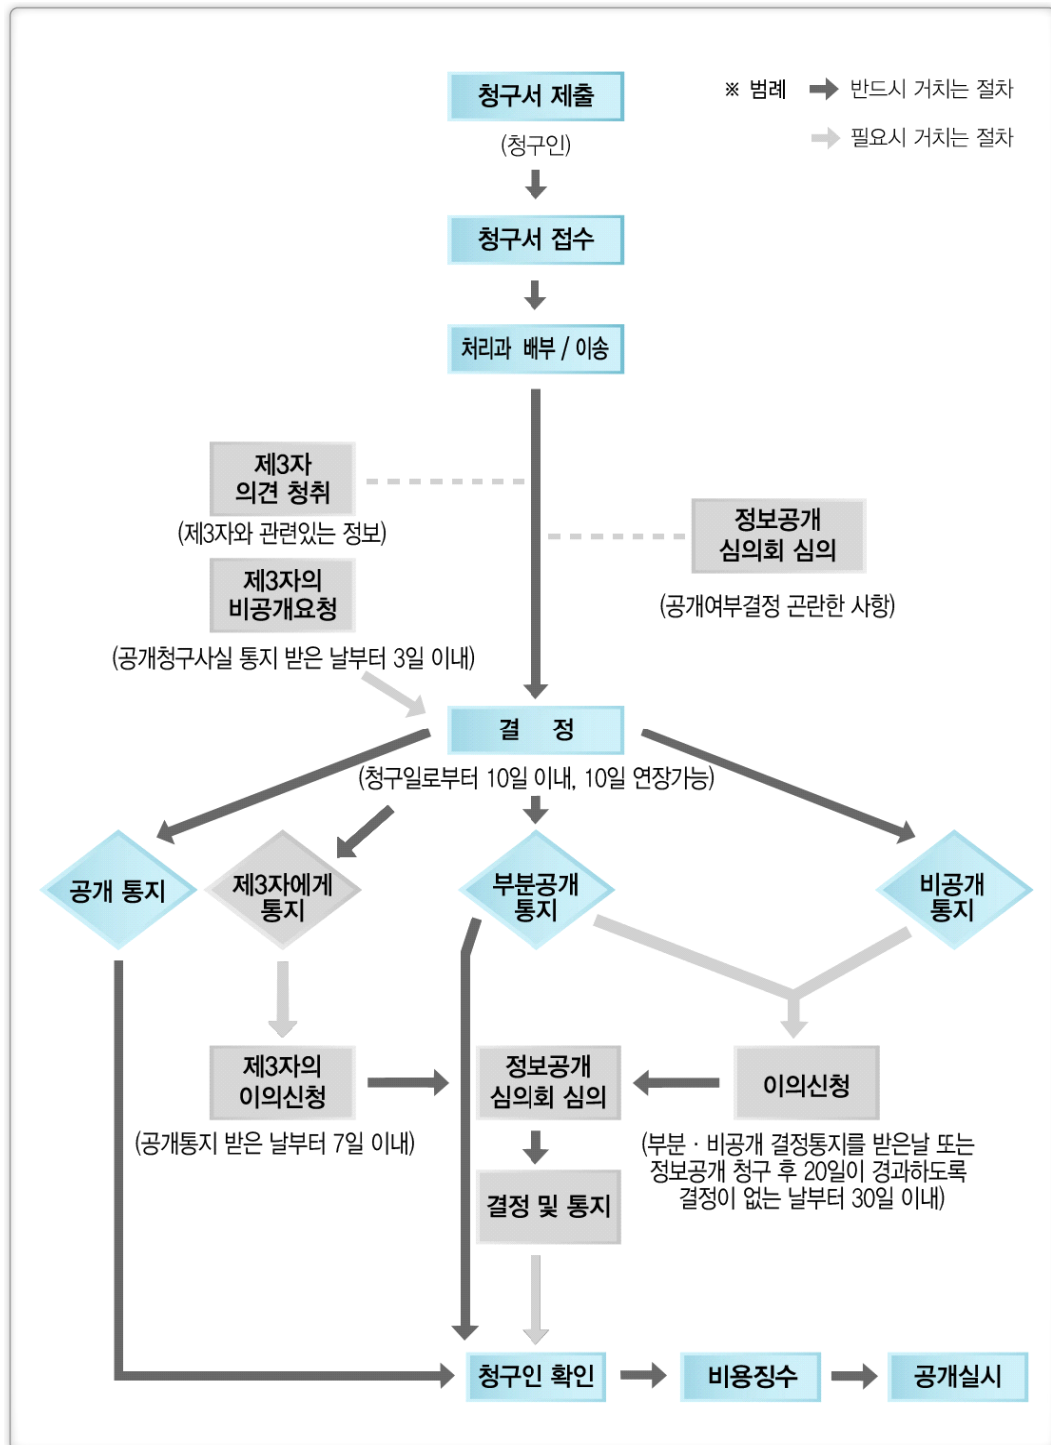 청구서 제출
※ 범례 반드시 거치는 절차
필요시 거치는 절차
(청구인)
청구서 접수
처리과 배부 / 이송
제3자
의견 청취
(제3자와 관련있는 정보)
정보공개
심의회 심의
(공개여부결정 곤란한 사항)
제3자의
비공개요청
(공개청구사실 통지 받은 날부터 3일 이내)
결 정
(청구일로부터 10일 이내, 10일 연장가능)
공개 통지
제3자에게
통지
부분공개
통지
비공개
통지
제3자의
이의신청
(공개통지 받은 날부터 7일 이내)
정보공개
심의회 심의
이의신청
(부분 · 비공개 결정통지를 받은날 또는
정보공개 청구 후 20일이 경과하도록
결정이 없는 날부터 30일 이내)
결정 및 통지
청구인 확인
비용징수
공개실시